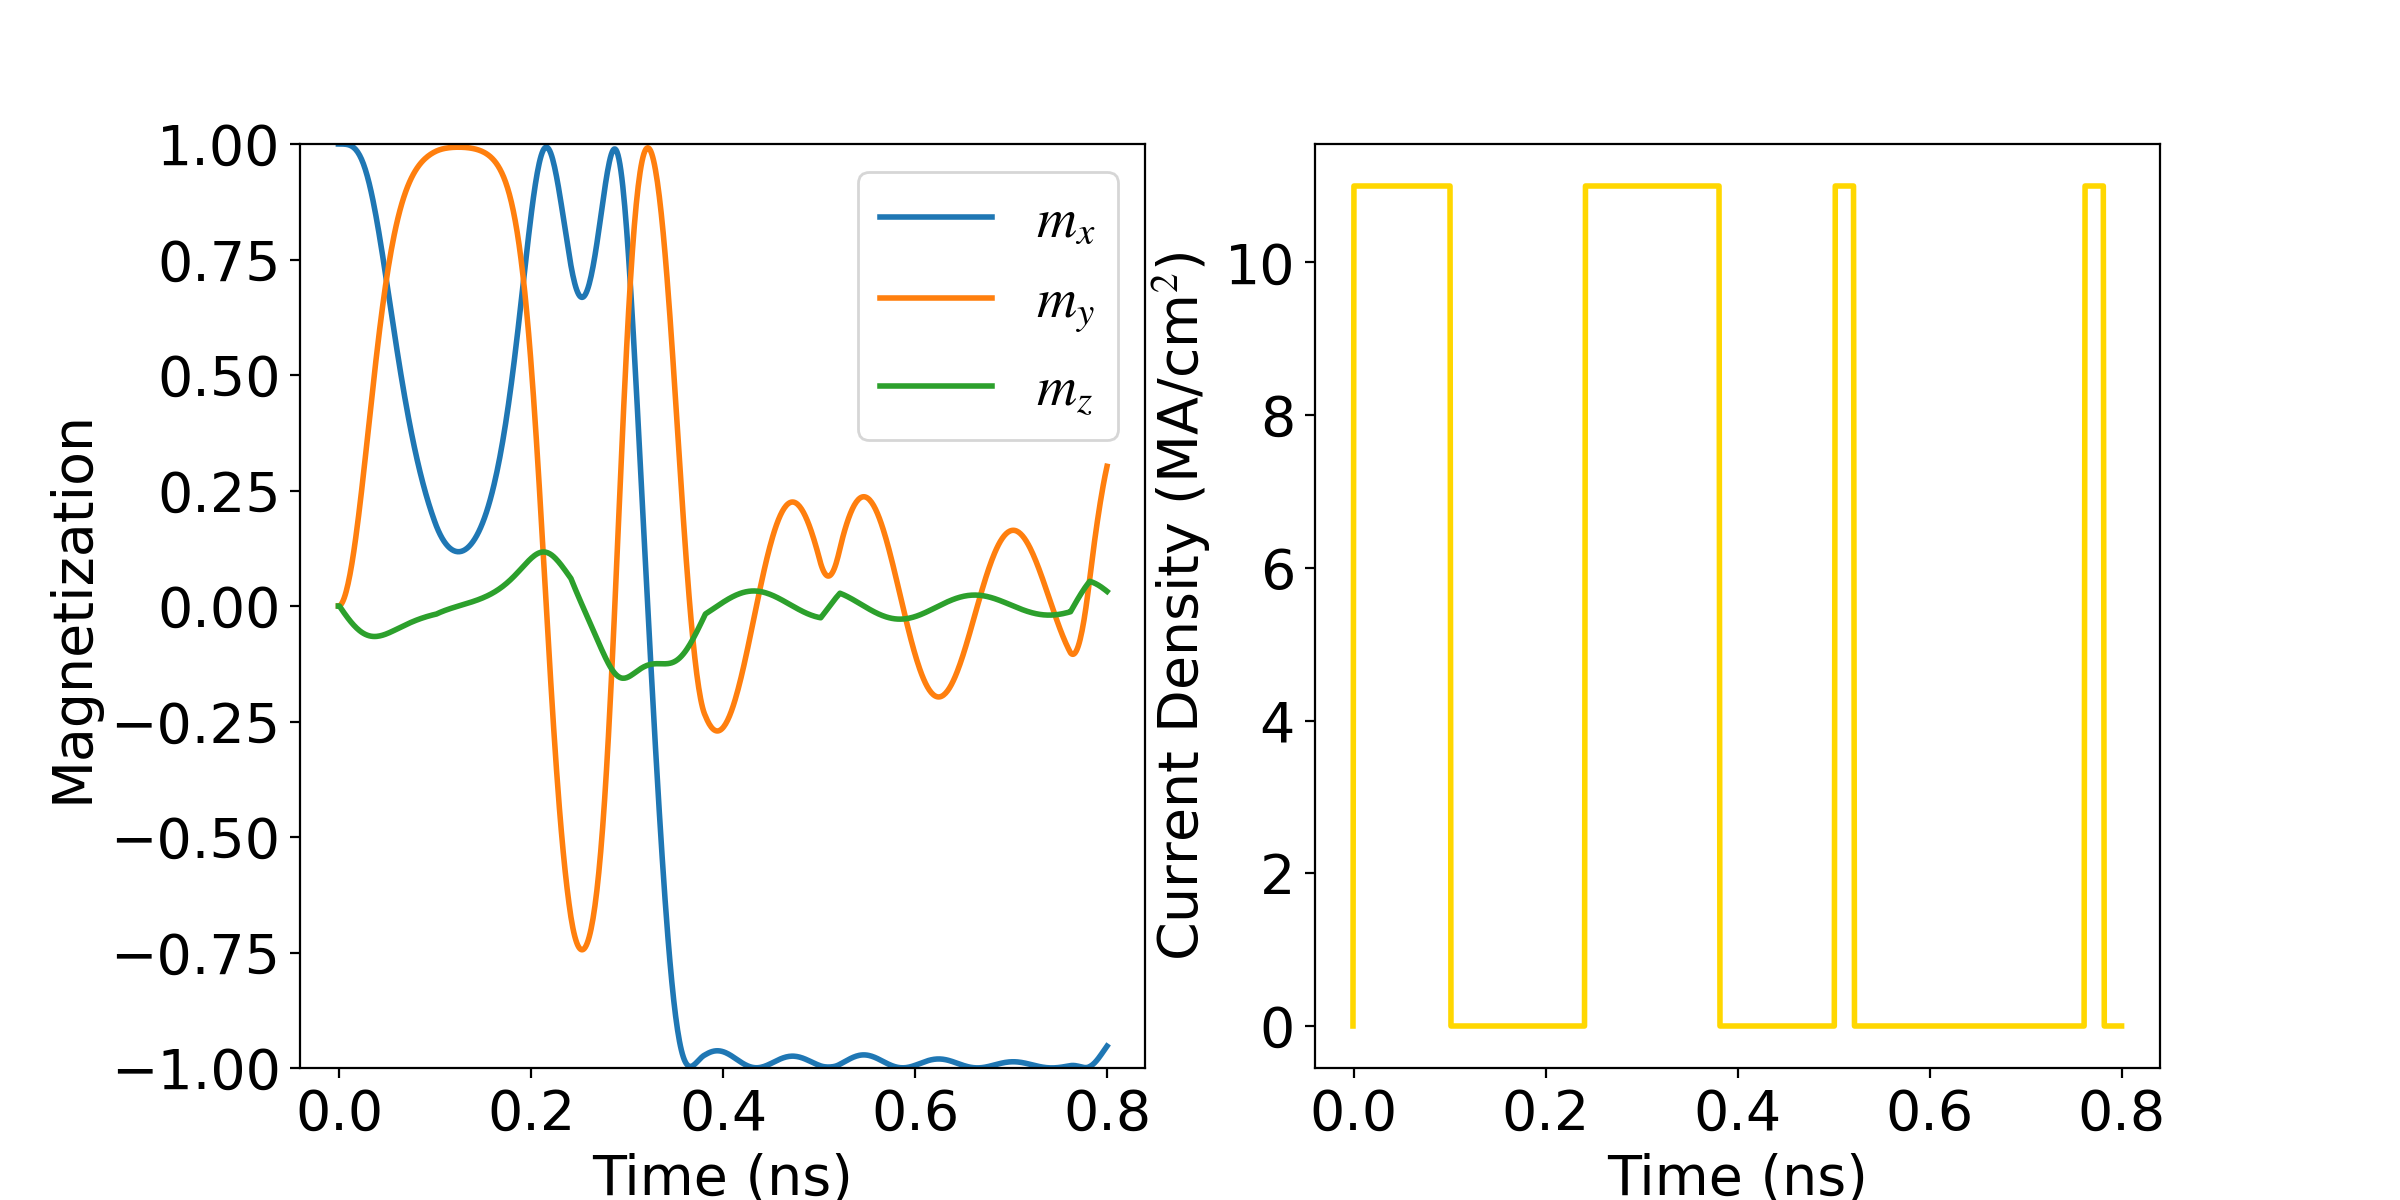 Magnetization
1.00
0.75
0.50
0.25
0.00
−0.25
−0.50
−0.75
−1.00
0.0 0.2 0.4 0.6 0.8
Time (ns)
m_x
m_y
m_z
Current Density (MA/cm²)
10
8
6
4
2
0
0.0 0.2 0.4 0.6 0.8
Time (ns)